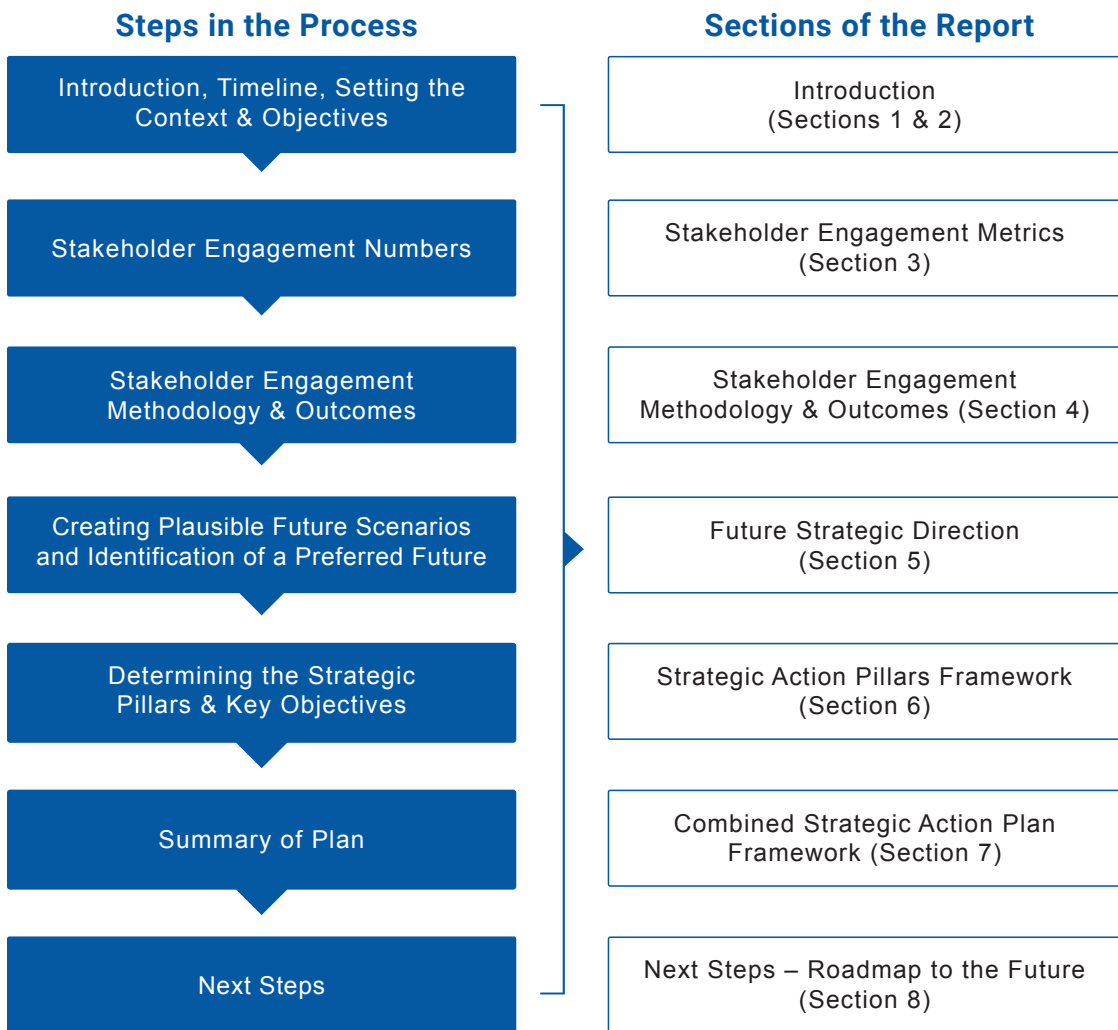 Steps in the Process
Introduction, Timeline, Setting the
Context & Objectives
Stakeholder Engagement Numbers
Stakeholder Engagement
Methodology & Outcomes
Creating Plausible Future Scenarios
and Identification of a Preferred Future
Determining the Strategic
Pillars & Key Objectives
Summary of Plan
Next Steps
Sections of the Report
Introduction
(Sections 1 & 2)
Stakeholder Engagement Metrics
(Section 3)
Stakeholder Engagement
Methodology & Outcomes (Section 4)
Future Strategic Direction
(Section 5)
Strategic Action Pillars Framework
(Section 6)
Combined Strategic Action Plan
Framework (Section 7)
Next Steps – Roadmap to the Future
(Section 8)